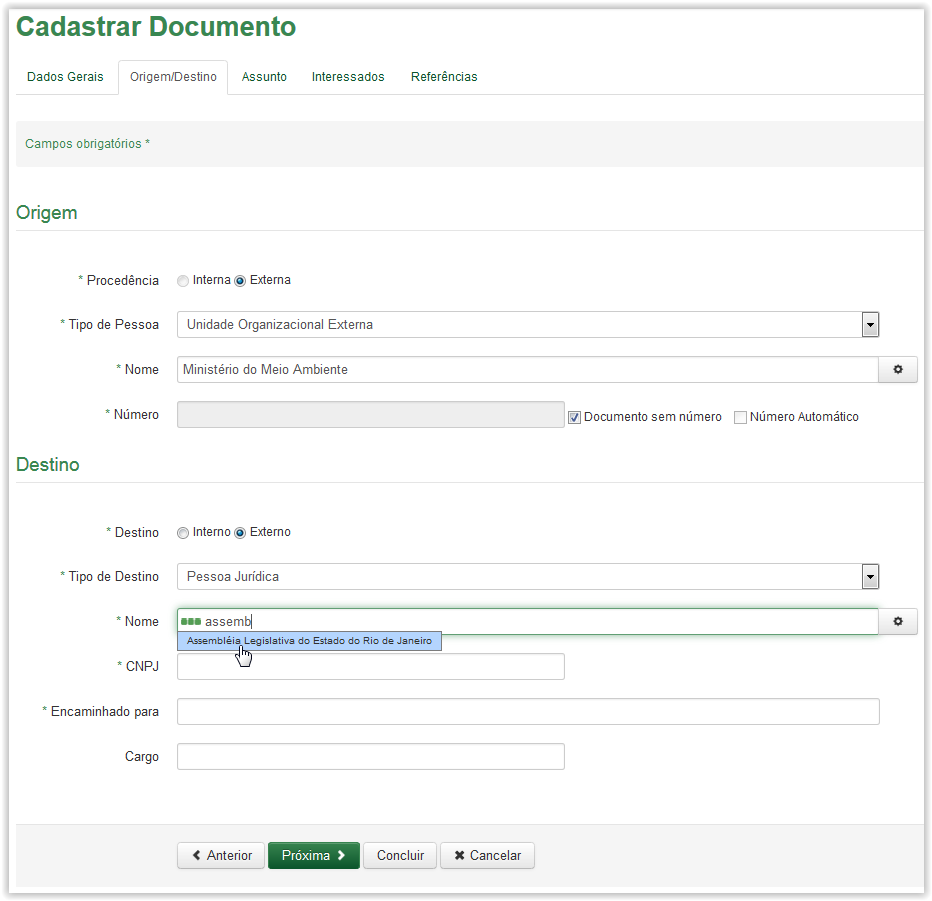 Cadastrar Documento
Dados Gerais Origem/Destino Assunto Interessados Referências
Campos obrigatórios *
Origem
* Procedência Interna Externa
* Tipo de Pessoa Unidade Organizacional Externa
* Nome Ministério do Meio Ambiente
* Número Documento sem número Número Automático
Destino
* Destino Interno Externo
* Tipo de Destino Pessoa Jurídica
* Nome assemb
Assembléia Legislativa do Estado do Rio de Janeiro
* CNPJ
* Encaminhado para
Cargo
Anterior Próxima Concluir Cancelar